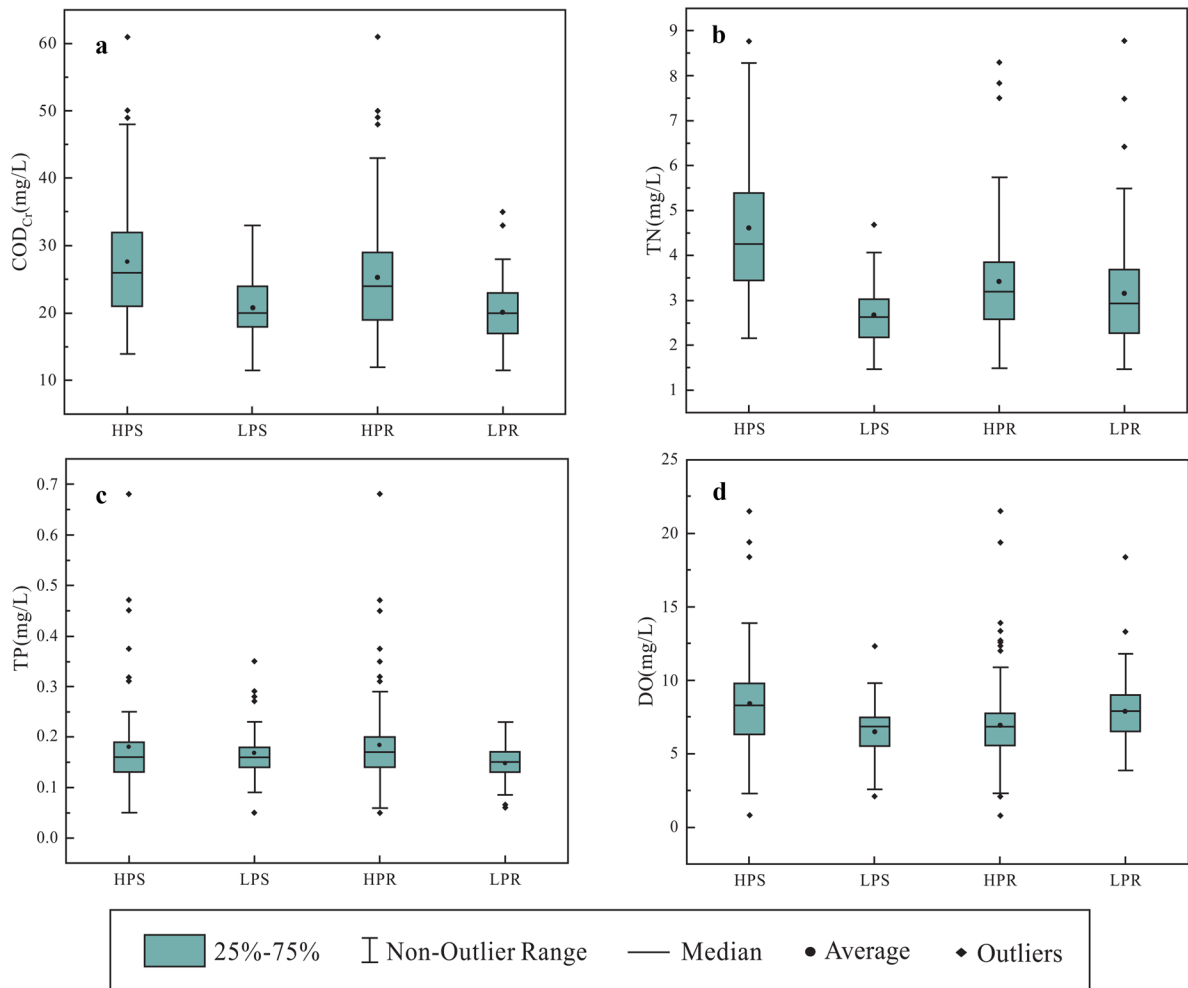 a
COD_Cr(mg/L)
60
50
40
30
20
10
HPS LPS HPR LPR
b
TN(mg/L)
9
8
7
6
5
4
3
2
1
HPS LPS HPR LPR
c
TP(mg/L)
0.7
0.6
0.5
0.4
0.3
0.2
0.1
0.0
HPS LPS HPR LPR
d
DO(mg/L)
25
20
15
10
5
0
HPS LPS HPR LPR
25%-75% Non-Outlier Range Median Average Outliers